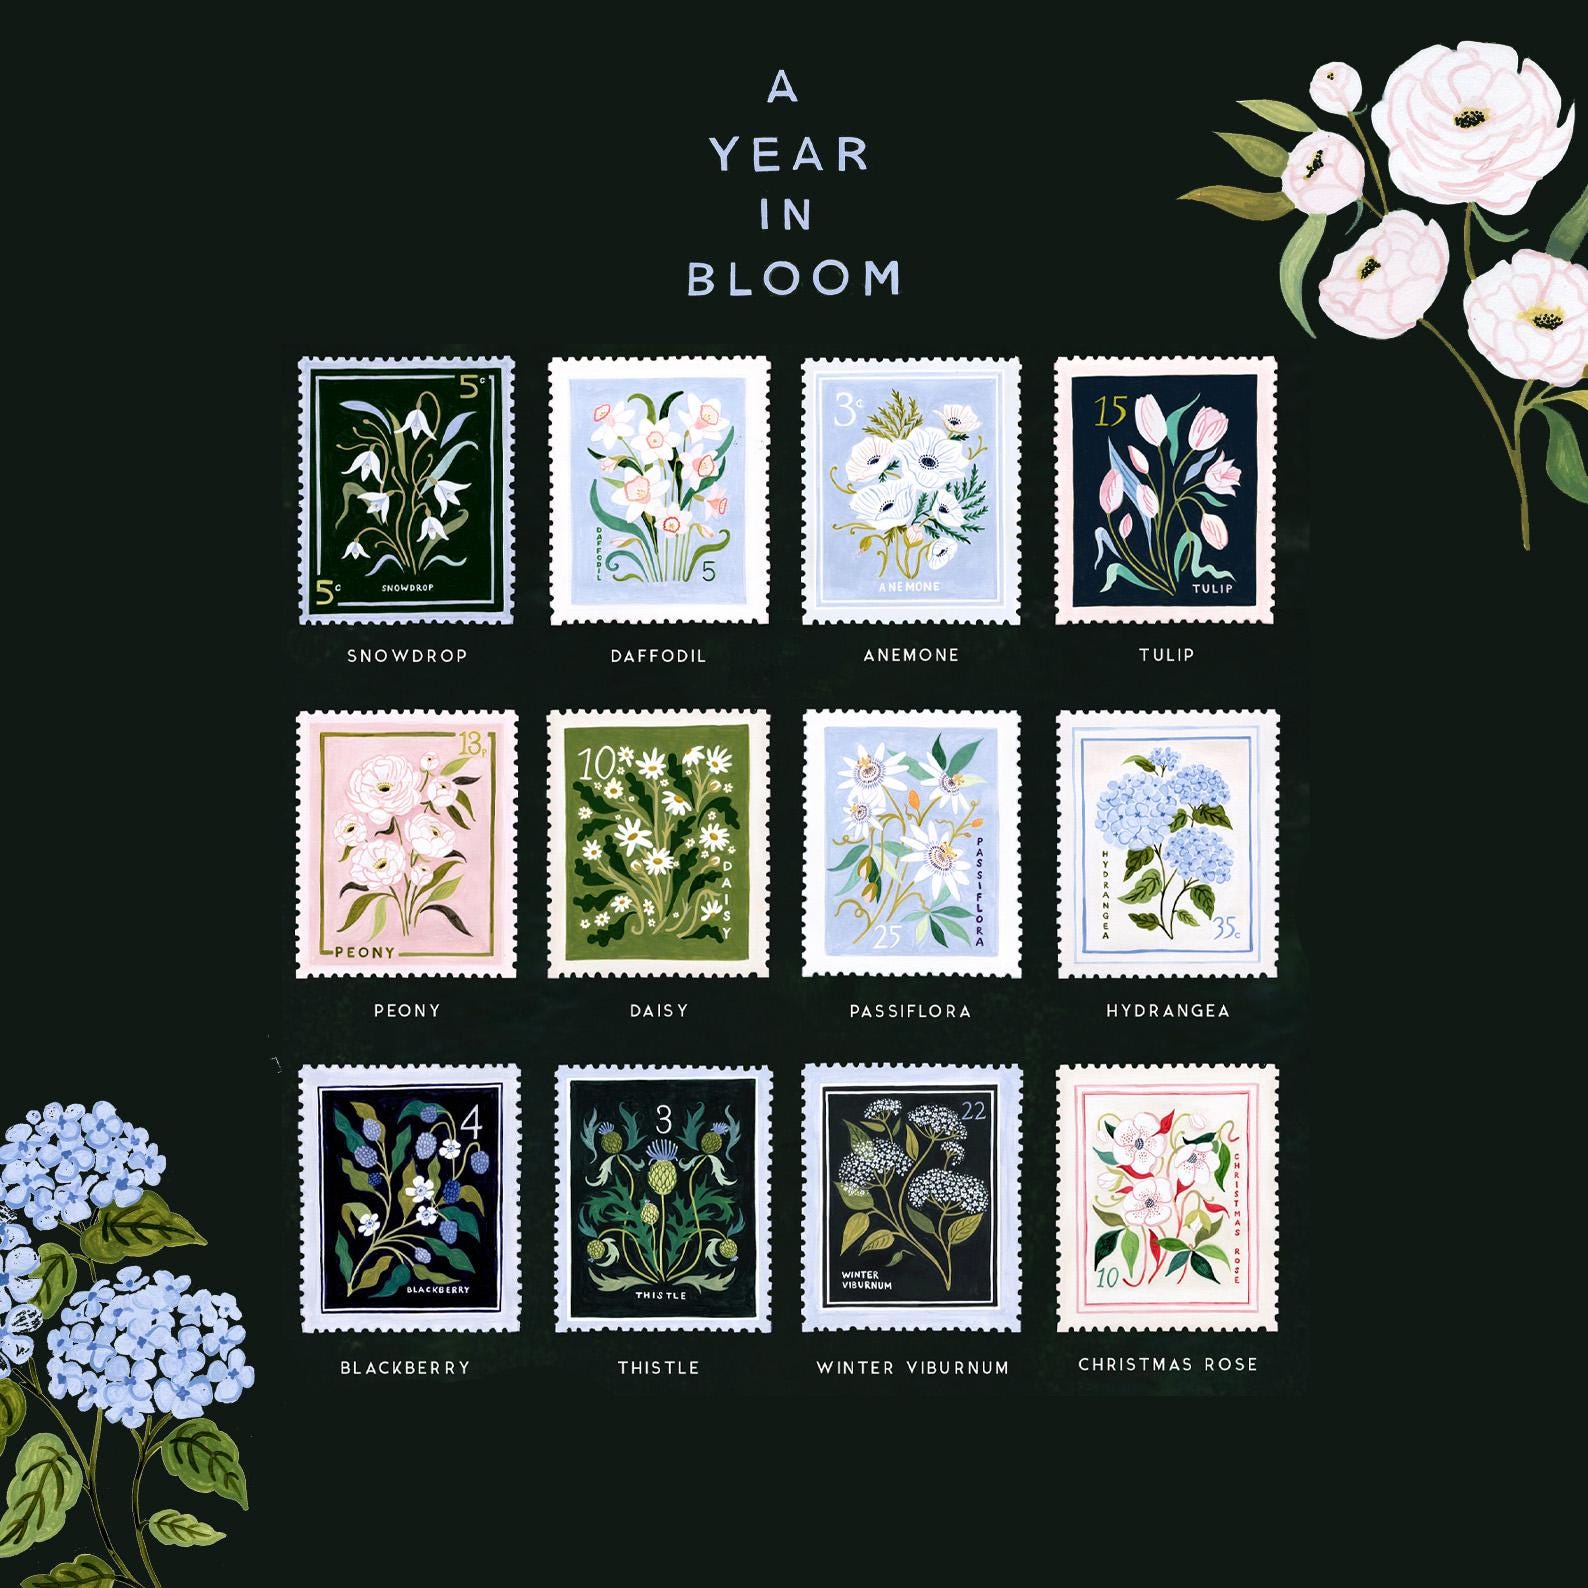 A
YEAR
IN
BLOOM
5c
5c
SNOWDROP
DAFFODIL
5
3c
ANEMONE
15
TULIP
SNOWDROP
DAFFODIL
ANEMONE
TULIP
13p
PEONY
10
DAISY
PASSIFLORA
25
HYDRANGEA
35c
PEONY
DAISY
PASSIFLORA
HYDRANGEA
4
BLACKBERRY
3
THISTLE
22
WINTER
VIBURNUM
CHRISTMAS ROSE
10
BLACKBERRY
THISTLE
WINTER VIBURNUM
CHRISTMAS ROSE